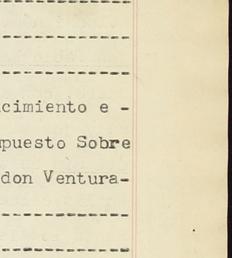 cimiento e -
puesto Sobre
don Ventura-